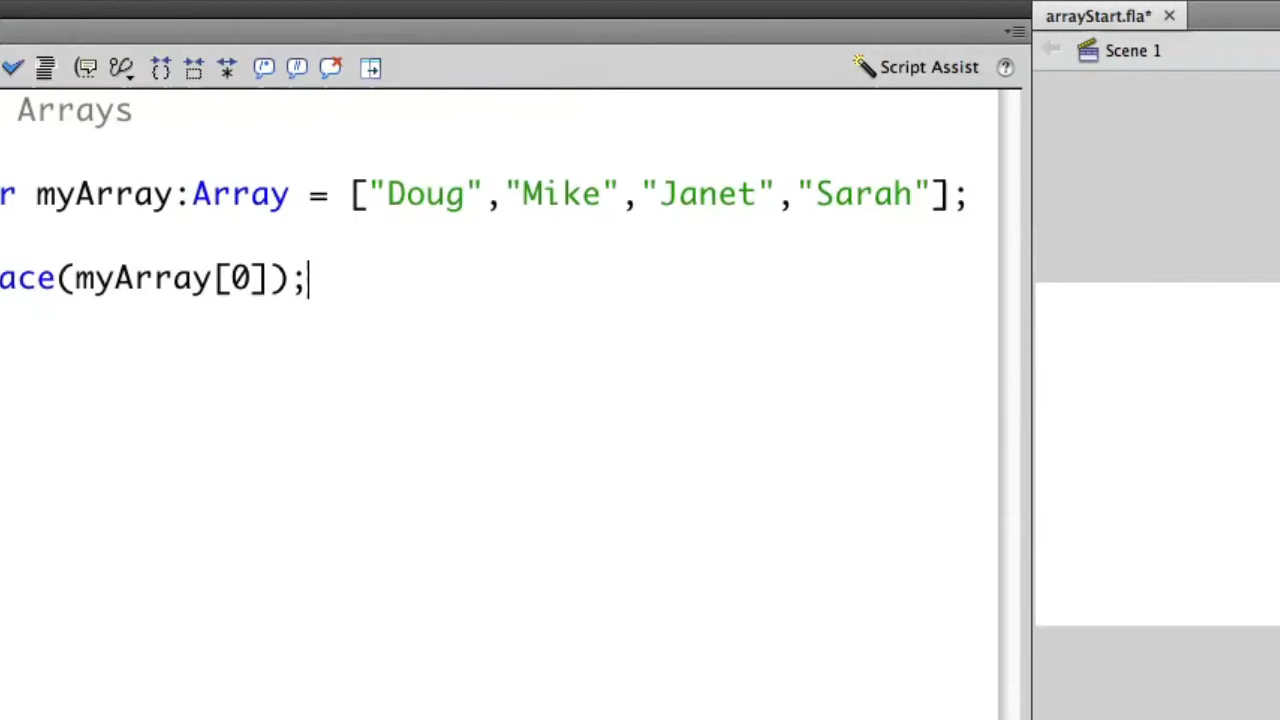 arrayStart.fla*
Scene 1
Script Assist
Arrays
r myArray:Array = ["Doug","Mike","Janet","Sarah"];
ace(myArray[0]);